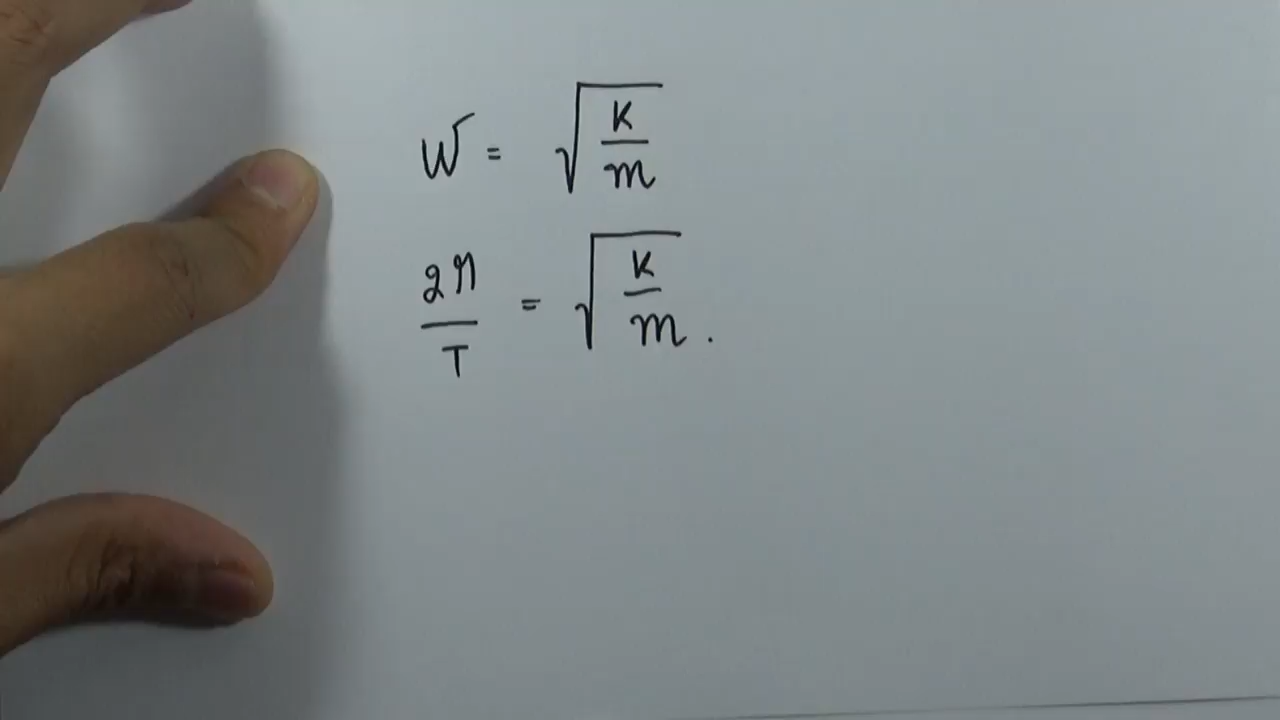 W = √(K/m)
2π/T = √(K/m) .